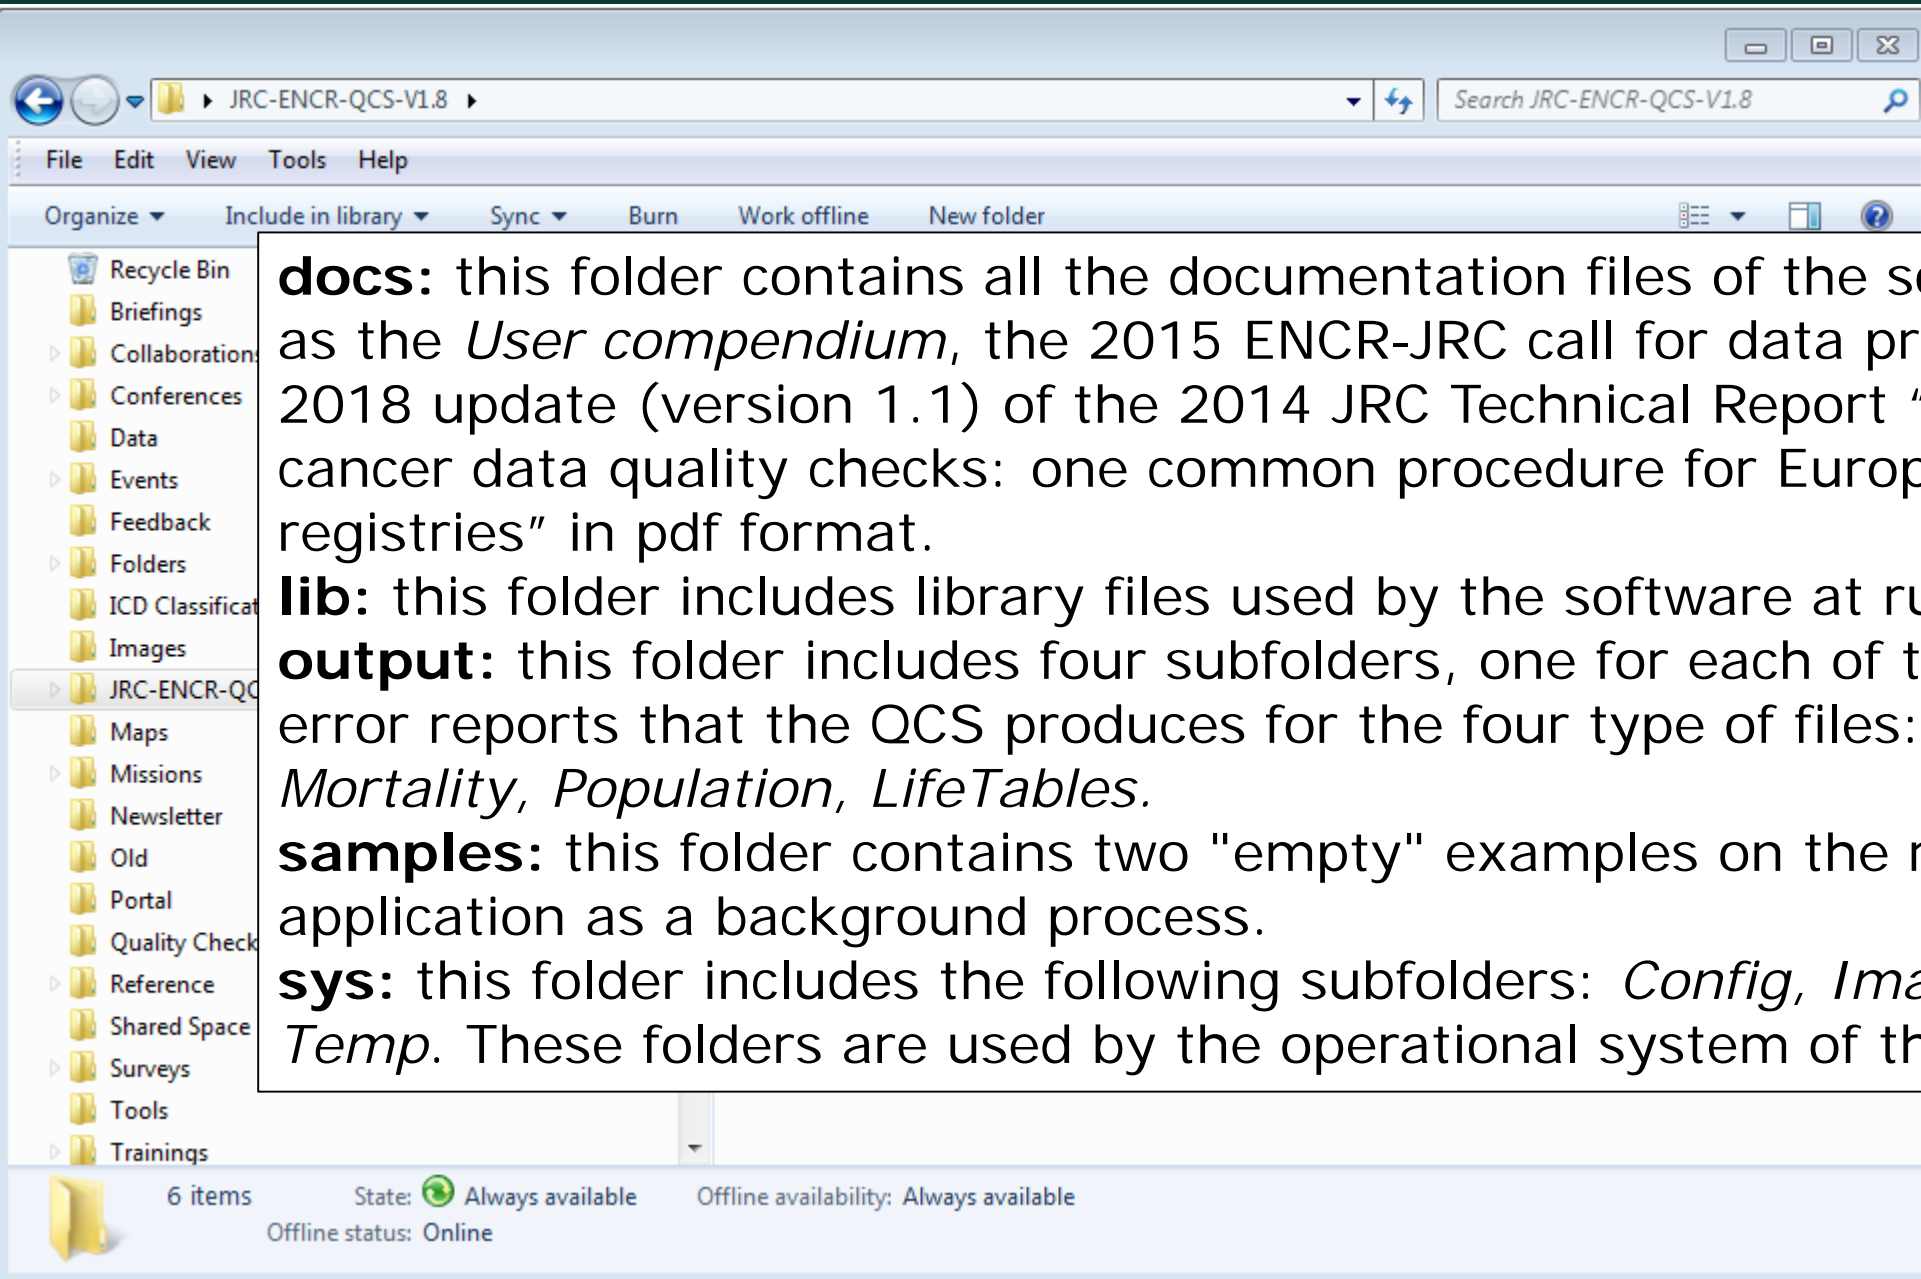 JRC-ENCR-QCS-V1.8
Search JRC-ENCR-QCS-V1.8
File Edit View Tools Help
Organize Include in library Sync Burn Work offline New folder
Recycle Bin
Briefings
Collaborations
Conferences
Data
Events
Feedback
Folders
ICD Classificat
Images
JRC-ENCR-QC
Maps
Missions
Newsletter
Old
Portal
Quality Check
Reference
Shared Space
Surveys
Tools
Trainings
docs: this folder contains all the documentation files of the
as the User compendium, the 2015 ENCR-JRC call for data
2018 update (version 1.1) of the 2014 JRC Technical Report “
cancer data quality checks: one common procedure for Europ
registries” in pdf format.
lib: this folder includes library files used by the software at
output: this folder includes four subfolders, one for each of
error reports that the QCS produces for the four type of files:
Mortality, Population, LifeTables.
samples: this folder contains two "empty" examples on the
application as a background process.
sys: this folder includes the following subfolders: Config, Ima
Temp. These folders are used by the operational system of
6 items State: Always available Offline availability: Always available
Offline status: Online